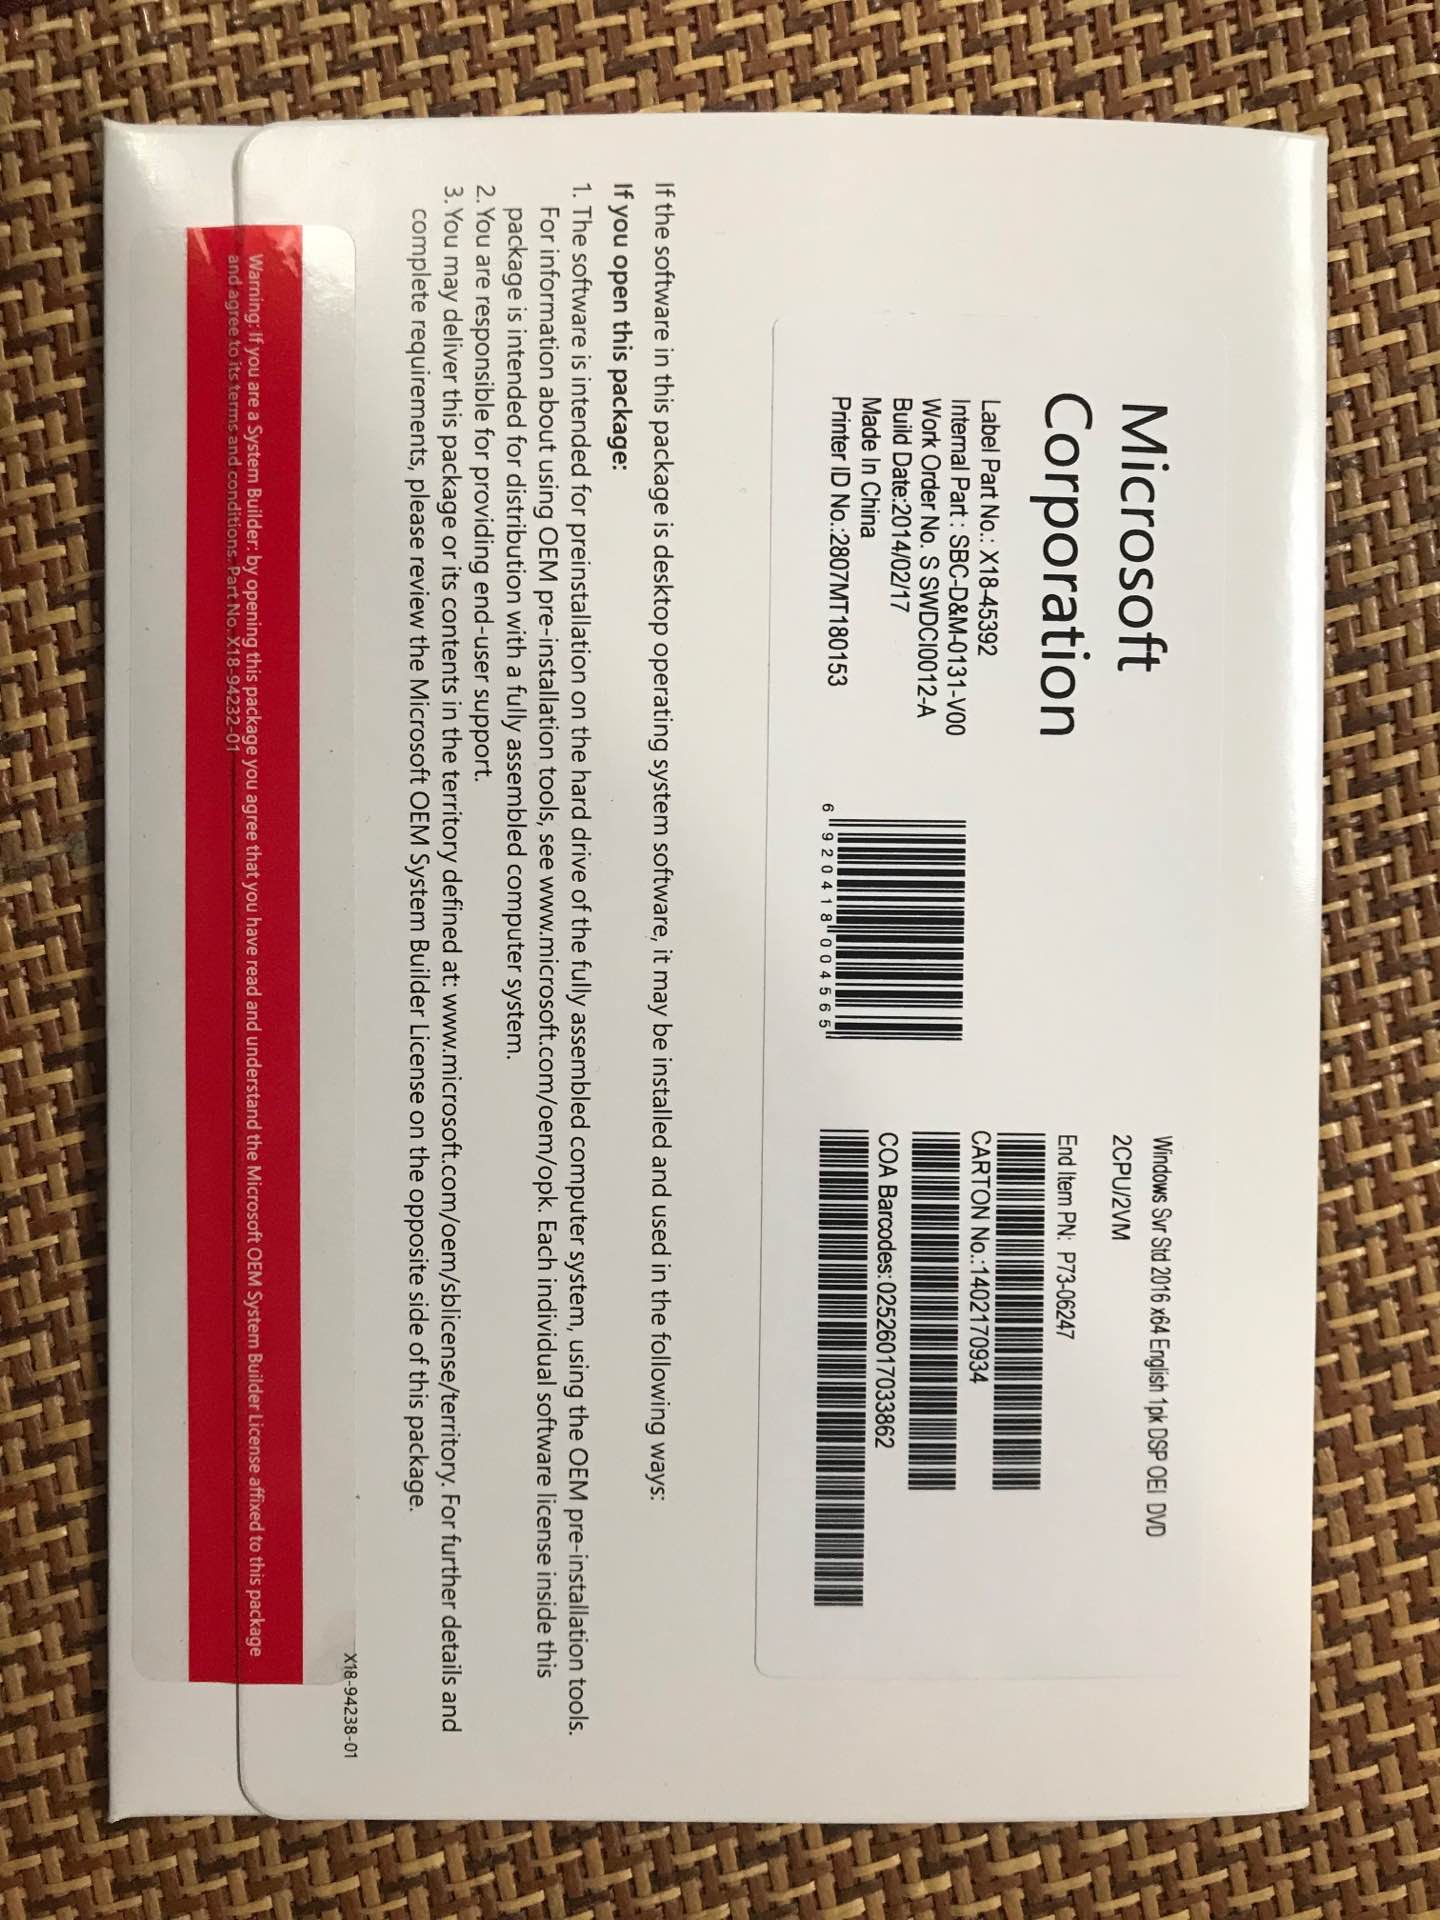 Microsoft
Corporation
Label Part No.: X18-45392
Internal Part : SBC-D&M-0131-V00
Work Order No. S SWDCI0012-A
Build Date:2014/02/17
Made In China
Printer ID No.:2807MT180153
6 920418 004565
Windows Svr Std 2016 x64 English 1pk DSP OEI DVD
2CPU/2VM
End Item PN: P73-06247
CARTON No.:1402170934
COA Barcodes: 02526017033862
If the software in this package is desktop operating system software, it may be installed and used in the following ways:
If you open this package:
1. The software is intended for preinstallation on the hard drive of the fully assembled computer system, using the OEM pre-installation tools.
For information about using OEM pre-installation tools, see www.microsoft.com/oem/opk. Each individual software license inside this
package is intended for distribution with a fully assembled computer system.
2. You are responsible for providing end-user support.
3. You may deliver this package or its contents in the territory defined at: www.microsoft.com/oem/sblicense/territory. For further details and
complete requirements, please review the Microsoft OEM System Builder License on the opposite side of this package.
X18-94238-01
Warning: If you are a System Builder: by opening this package you agree that you have read and understand the Microsoft OEM System Builder License affixed to this package
and agree to its terms and conditions. Part No. X18-94232-01